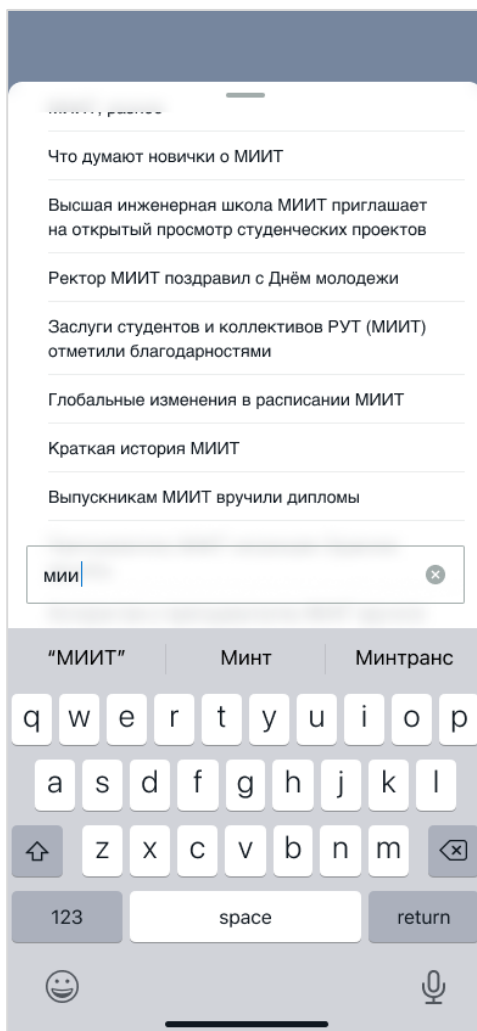 Что думают новички о МИИТ
Высшая инженерная школа МИИТ приглашает
на открытый просмотр студенческих проектов
Ректор МИИТ поздравил с Днём молодежи
Заслуги студентов и коллективов РУТ (МИИТ)
отметили благодарностями
Глобальные изменения в расписании МИИТ
Краткая история МИИТ
Выпускникам МИИТ вручили дипломы
мии
“МИИТ” Минт Минтранс
q w e r t y u i o p
a s d f g h j k l
z x c v b n m
123 space return